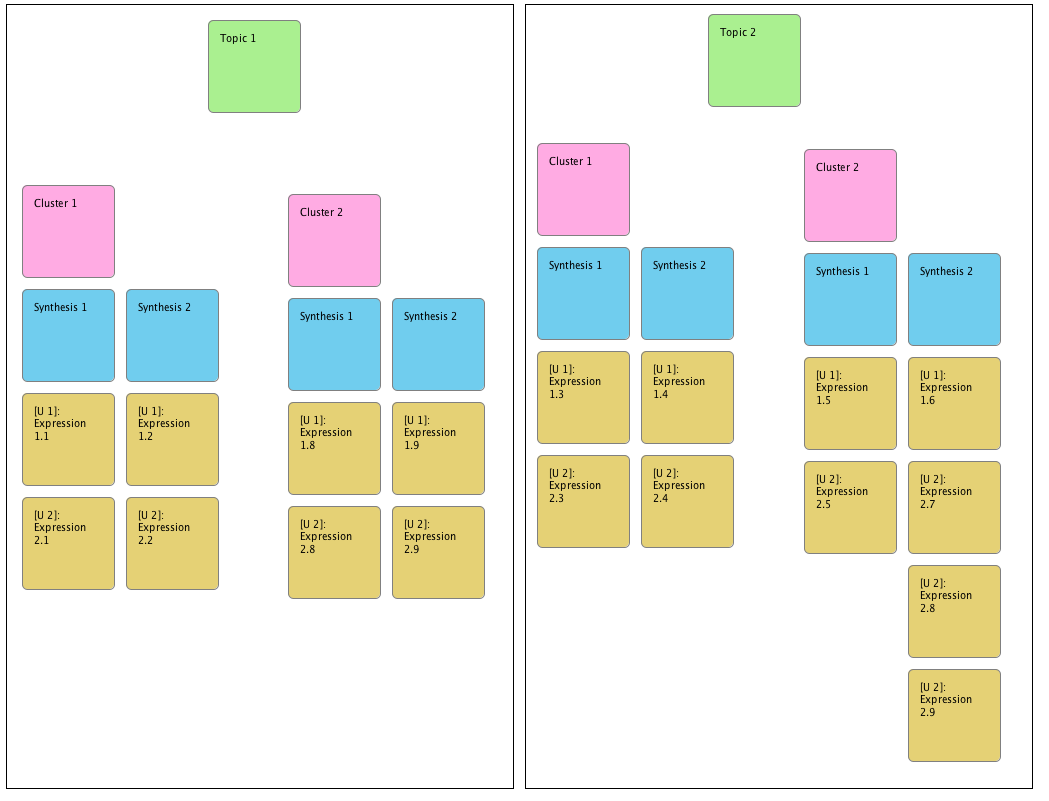 Topic 1
Cluster 1
Cluster 2
Synthesis 1
Synthesis 2
Synthesis 1
Synthesis 2
[U 1]:
Expression
1.1
[U 1]:
Expression
1.2
[U 1]:
Expression
1.8
[U 1]:
Expression
1.9
[U 2]:
Expression
2.1
[U 2]:
Expression
2.2
[U 2]:
Expression
2.8
[U 2]:
Expression
2.9
Topic 2
Cluster 1
Cluster 2
Synthesis 1
Synthesis 2
Synthesis 1
Synthesis 2
[U 1]:
Expression
1.3
[U 1]:
Expression
1.4
[U 1]:
Expression
1.5
[U 1]:
Expression
1.6
[U 2]:
Expression
2.3
[U 2]:
Expression
2.4
[U 2]:
Expression
2.5
[U 2]:
Expression
2.7
[U 2]:
Expression
2.8
[U 2]:
Expression
2.9